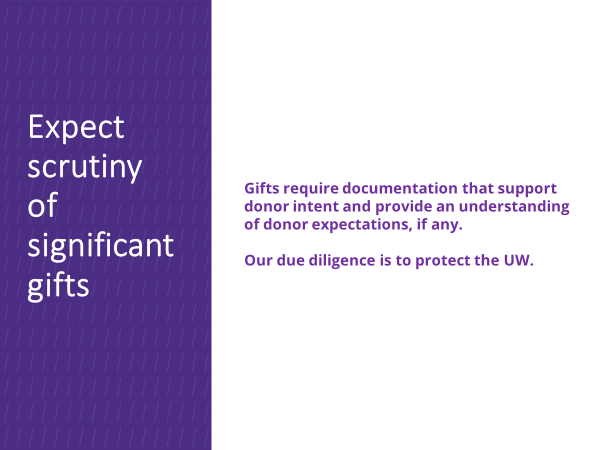 Expect
scrutiny
of
significant
gifts
Gifts require documentation that support
donor intent and provide an understanding
of donor expectations, if any.
Our due diligence is to protect the UW.